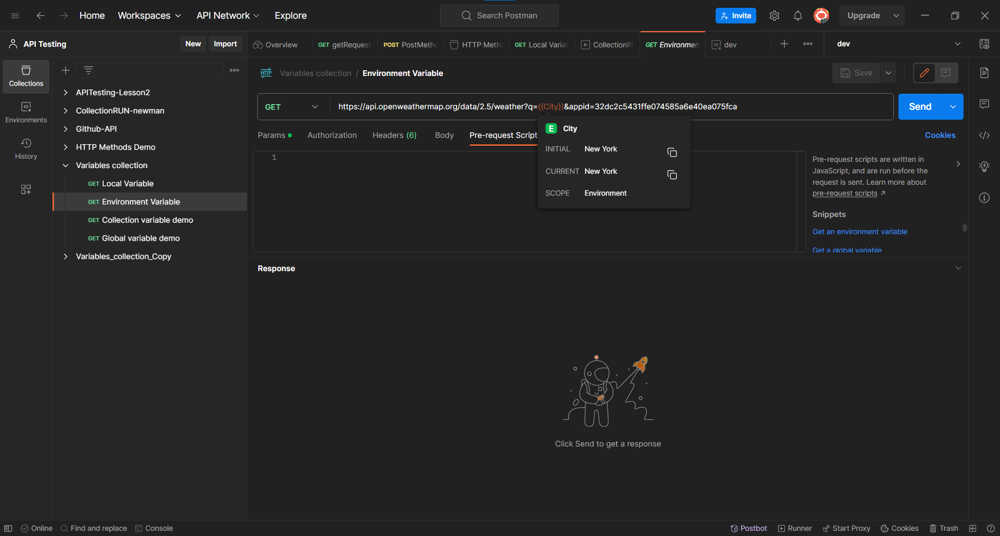 Home Workspaces API Network Explore
Search Postman
Invite
Upgrade
API Testing
New Import
Overview
GET getRequest
POST PostMetho
HTTP Meth
GET Local Varia
CollectionR
GET Environmen
dev
dev
Collections
Environments
History
APITesting-Lesson2
CollectionRUN-newman
Github-API
HTTP Methods Demo
Variables collection
GET Local Variable
GET Environment Variable
GET Collection variable demo
GET Global variable demo
Variables_collection_Copy
HTTP Variables collection / Environment Variable
Save
GET
https://api.openweathermap.org/data/2.5/weather?q={{City}}&appid=32dc2c5431ffe074585a6e40ea075fca
Send
Params Authorization Headers (6) Body Pre-request Script
Cookies
E City
INITIAL New York
CURRENT New York
SCOPE Environment
1
Pre-request scripts are written in
JavaScript, and are run before the
request is sent. Learn more about
pre-request scripts
Snippets
Get an environment variable
Get a global variable
Response
Click Send to get a response
Online Find and replace Console
Postbot Runner Start Proxy Cookies Trash